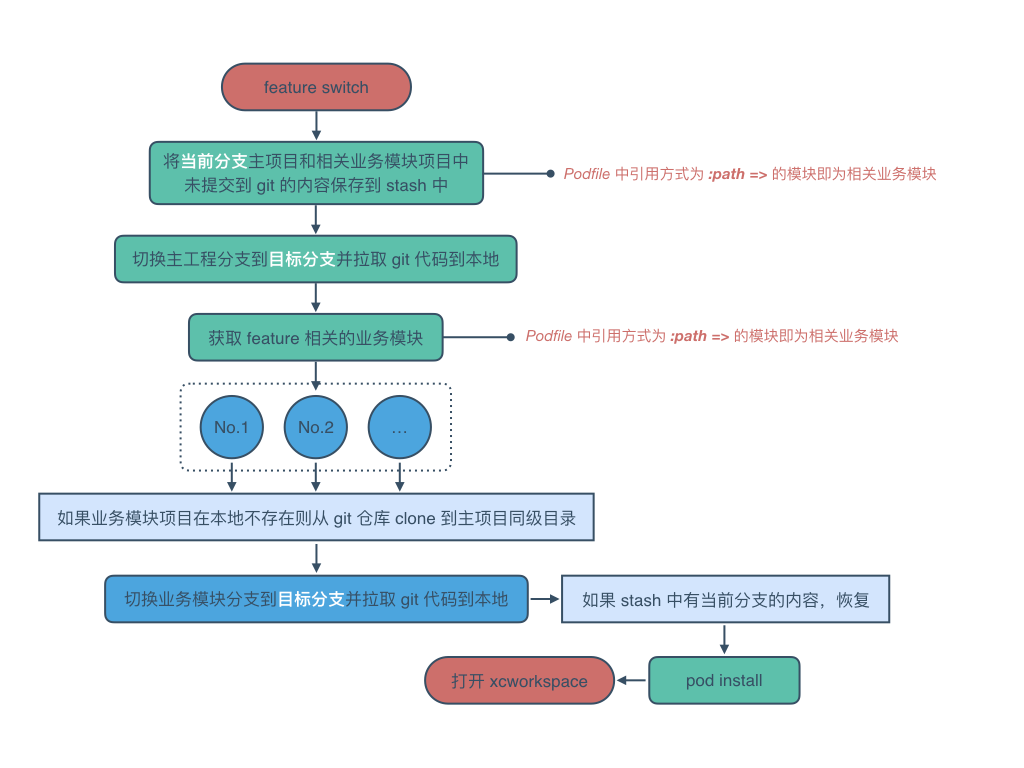 feature switch
将当前分支主项目和相关业务模块项目中
未提交到 git 的内容保存到 stash 中
Podfile 中引用方式为 :path => 的模块即为相关业务模块
切换主工程分支到目标分支并拉取 git 代码到本地
获取 feature 相关的业务模块
Podfile 中引用方式为 :path => 的模块即为相关业务模块
No.1
No.2
…
如果业务模块项目在本地不存在则从 git 仓库 clone 到主项目同级目录
切换业务模块分支到目标分支并拉取 git 代码到本地
如果 stash 中有当前分支的内容，恢复
打开 xcworkspace
pod install